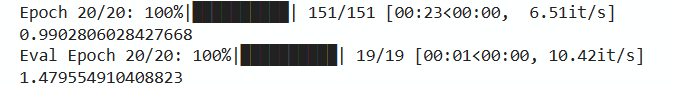 Epoch 20/20: 100%|██████████| 151/151 [00:23<00:00,  6.51it/s]
0.9902806028427668
Eval Epoch 20/20: 100%|██████████| 19/19 [00:01<00:00, 10.42it/s]
1.479554910408823